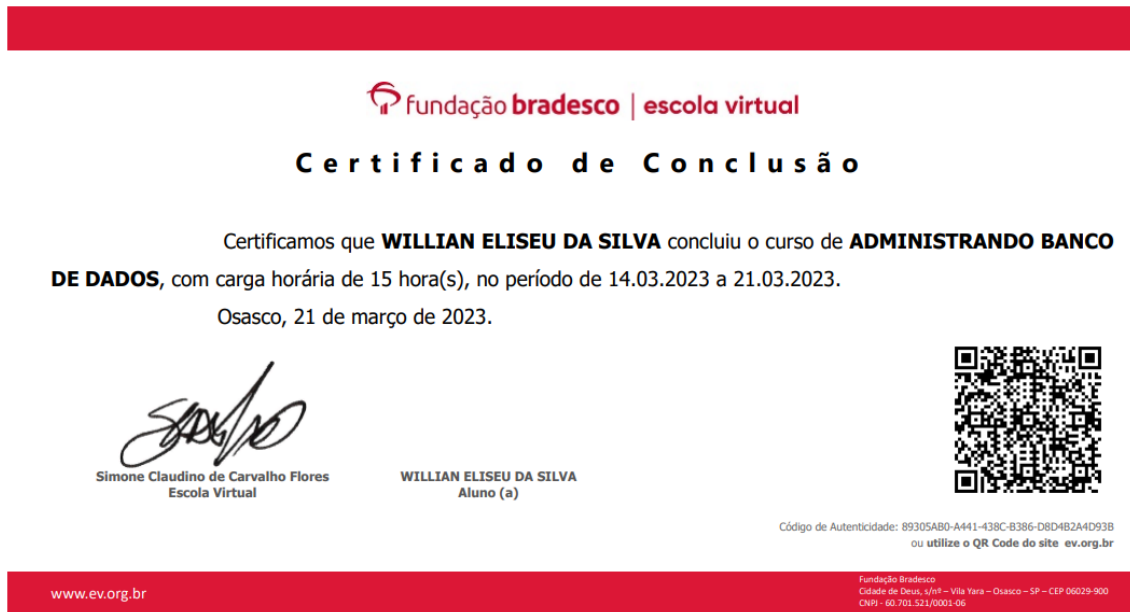 fundação bradesco | escola virtual
Certificado de Conclusão
Certificamos que WILLIAN ELISEU DA SILVA concluiu o curso de ADMINISTRANDO BANCO
DE DADOS, com carga horária de 15 hora(s), no período de 14.03.2023 a 21.03.2023.
Osasco, 21 de março de 2023.
Simone Claudino de Carvalho Flores
Escola Virtual
WILLIAN ELISEU DA SILVA
Aluno (a)
Código de Autenticidade: 89305AB0-A441-438C-B386-D8D4B2A4D93B
ou utilize o QR Code do site ev.org.br
www.ev.org.br
Fundação Bradesco
Cidade de Deus, s/nº – Vila Yara – Osasco – SP – CEP 06029-900
CNPJ - 60.701.521/0001-06